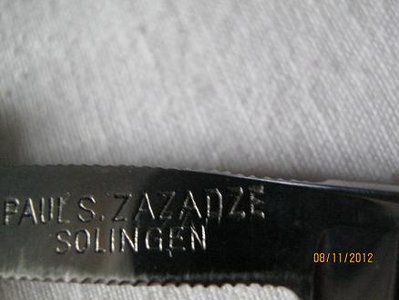 PAUL S. ZAZADZE
SOLINGEN
08/11/2012